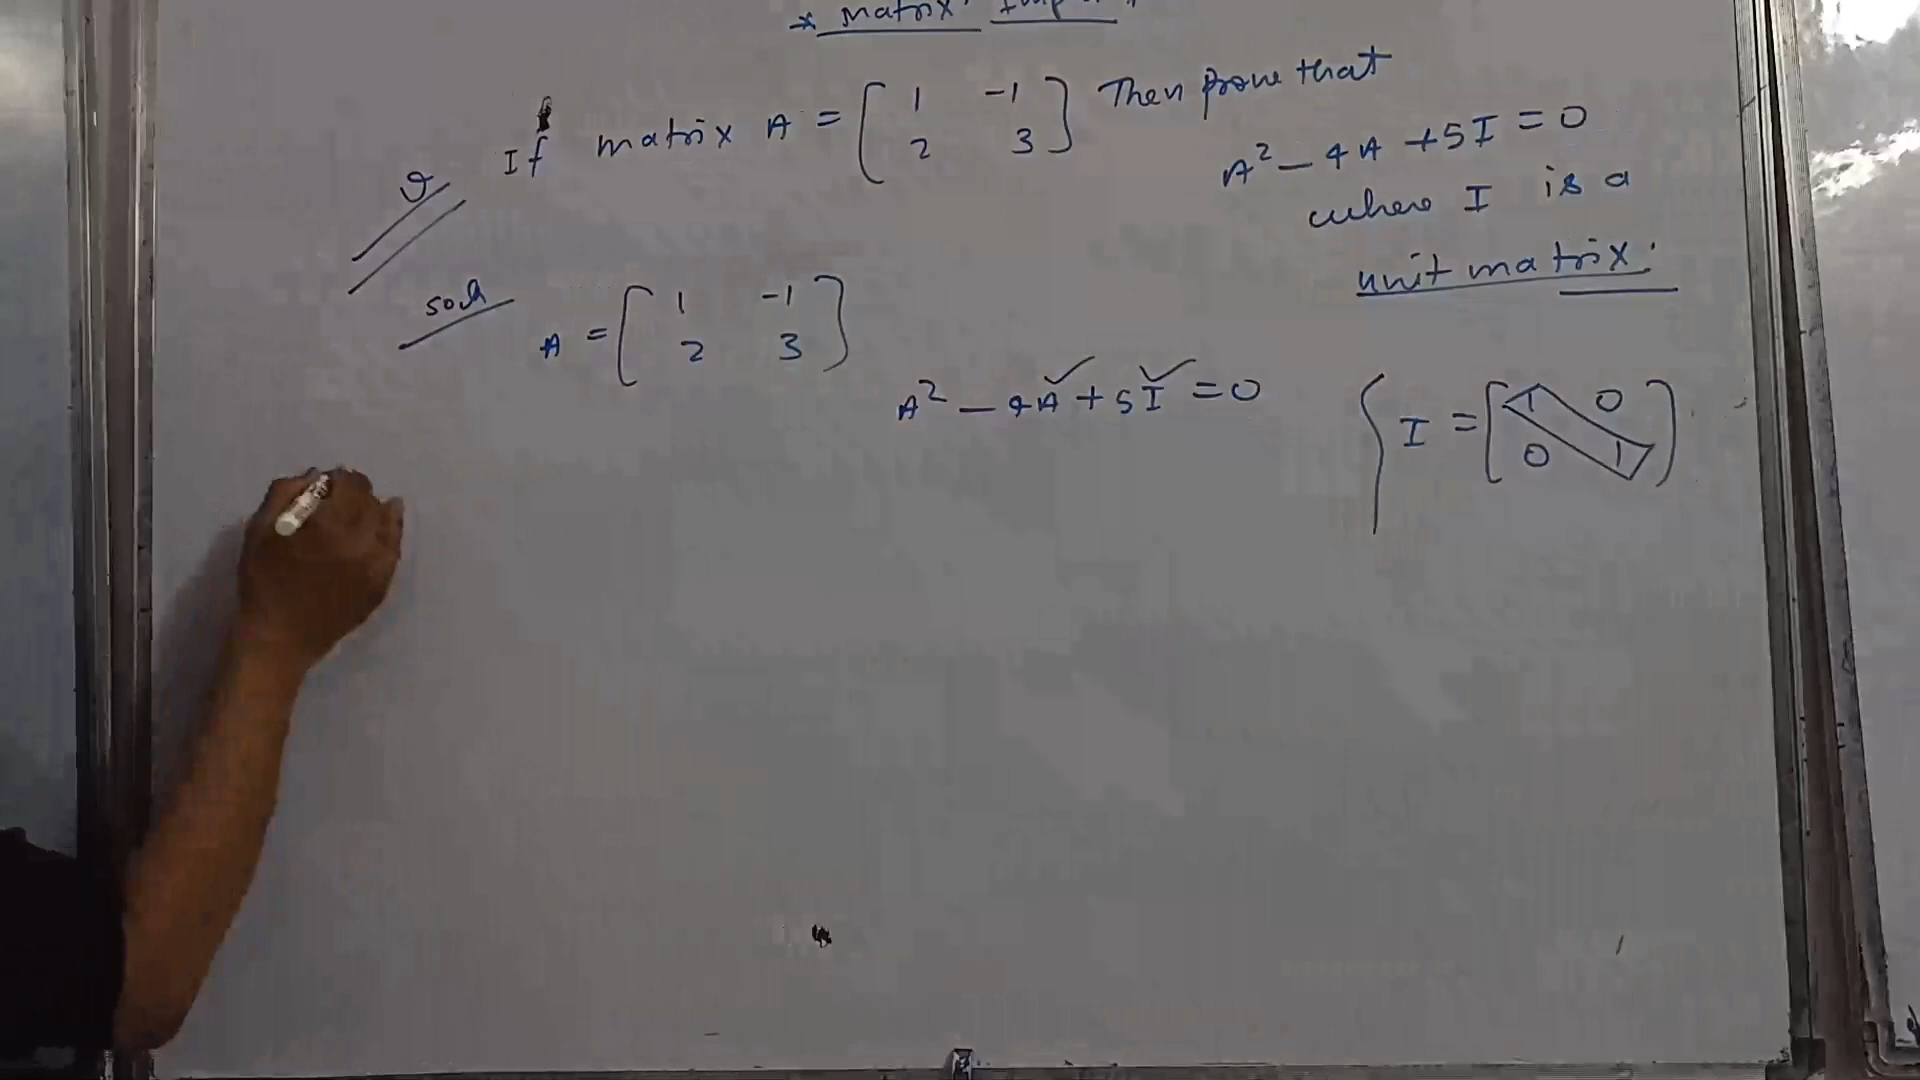 * Matrix
If matrix A = [ 1 -1 ] Then prove that
2 3
A² - 4A + 5I = 0
where I is a
unit matrix.
A = [ 1 -1 ]
2 3
A² - 4A + 5I = 0
I = [ 1 0 ]
0 1